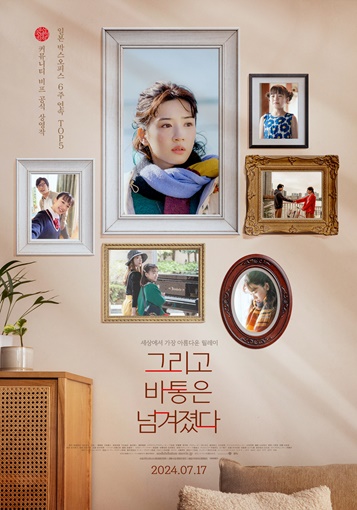 일본 박스오피스 6주 연속 TOP5
커뮤니티 비프 공식 상영작
세상에서 가장 아름다운 릴레이
그리고
바통은
넘겨졌다
2024.07.17